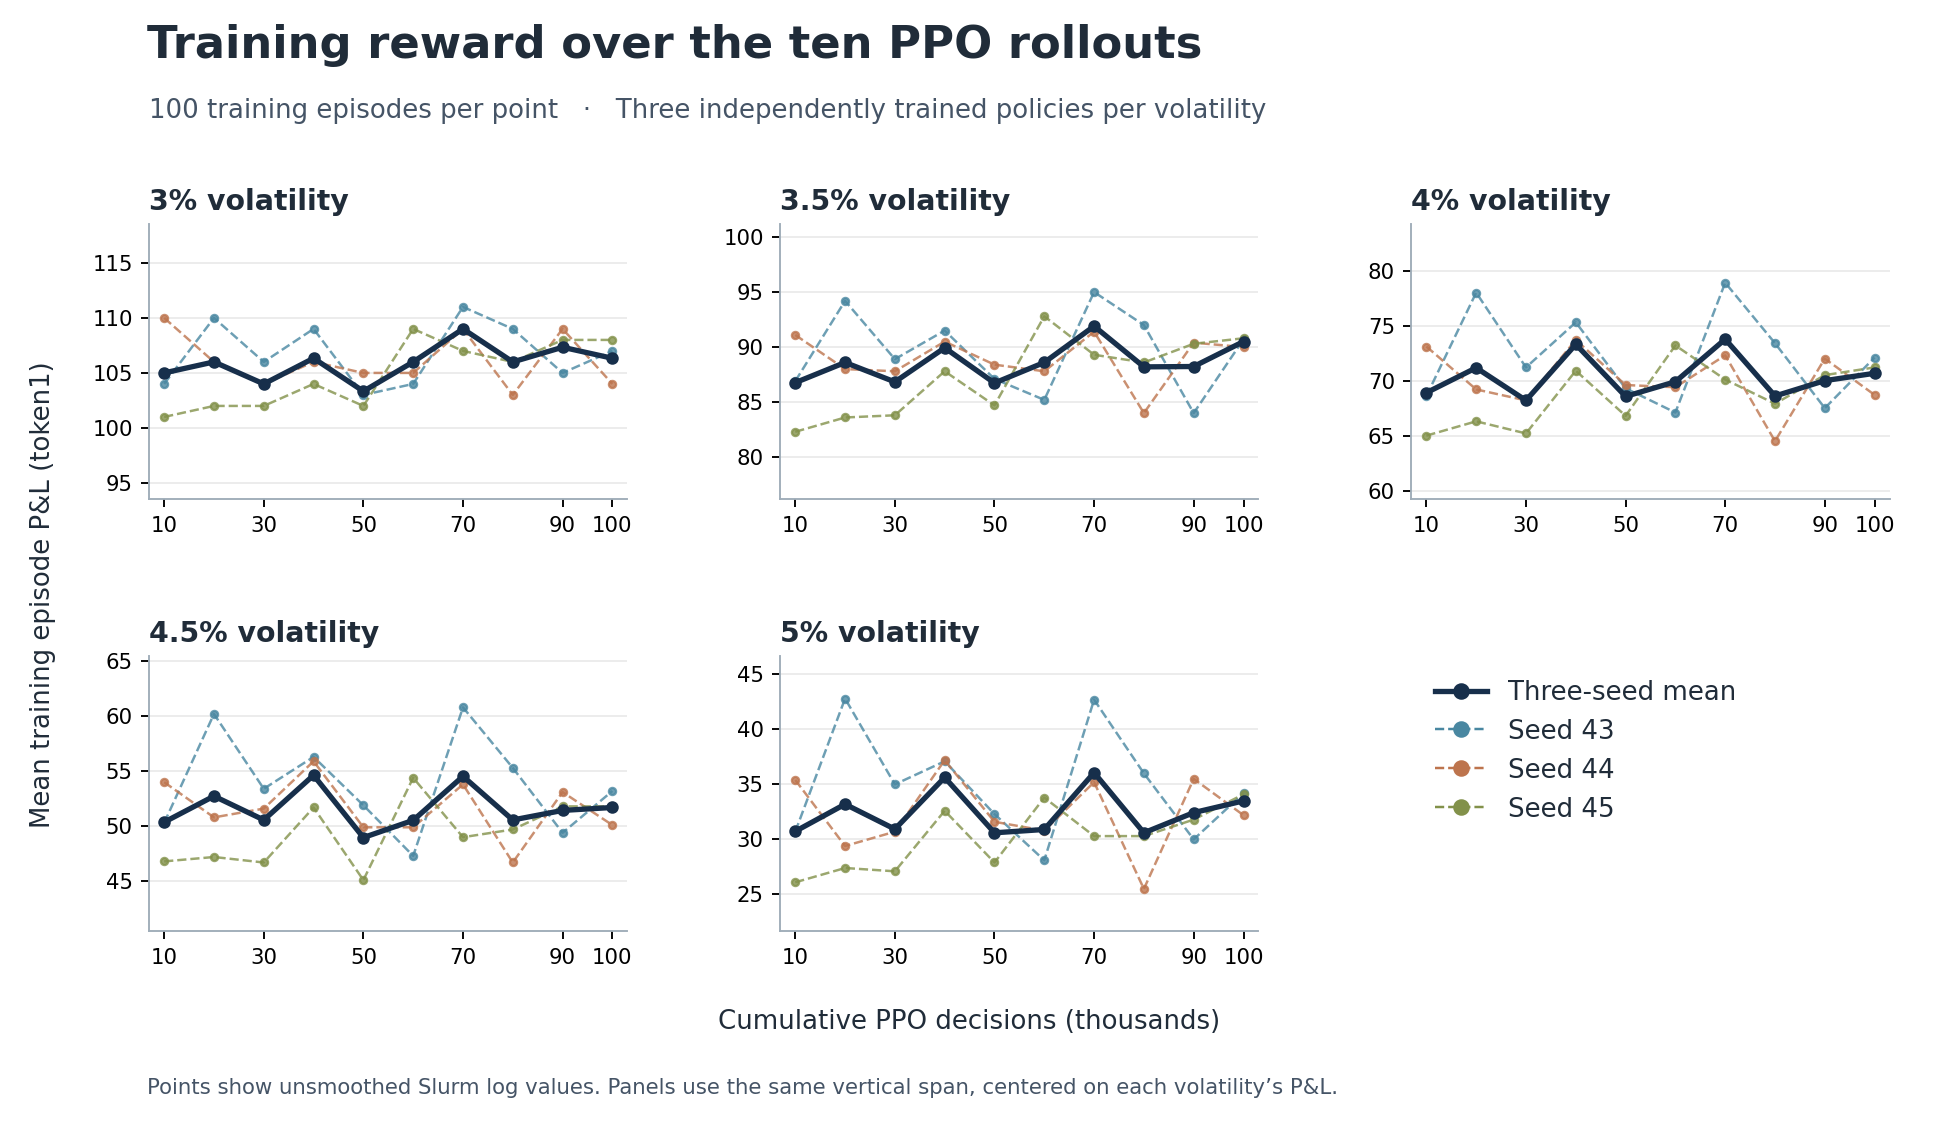 Training reward over the ten PPO rollouts
100 training episodes per point · Three independently trained policies per volatility
Mean training episode P&L (token1)
3% volatility
115
110
105
100
95
10 30 50 70 90 100
3.5% volatility
100
95
90
85
80
10 30 50 70 90 100
4% volatility
80
75
70
65
60
10 30 50 70 90 100
4.5% volatility
65
60
55
50
45
10 30 50 70 90 100
5% volatility
45
40
35
30
25
10 30 50 70 90 100
Three-seed mean
Seed 43
Seed 44
Seed 45
Cumulative PPO decisions (thousands)
Points show unsmoothed Slurm log values. Panels use the same vertical span, centered on each volatility’s P&L.